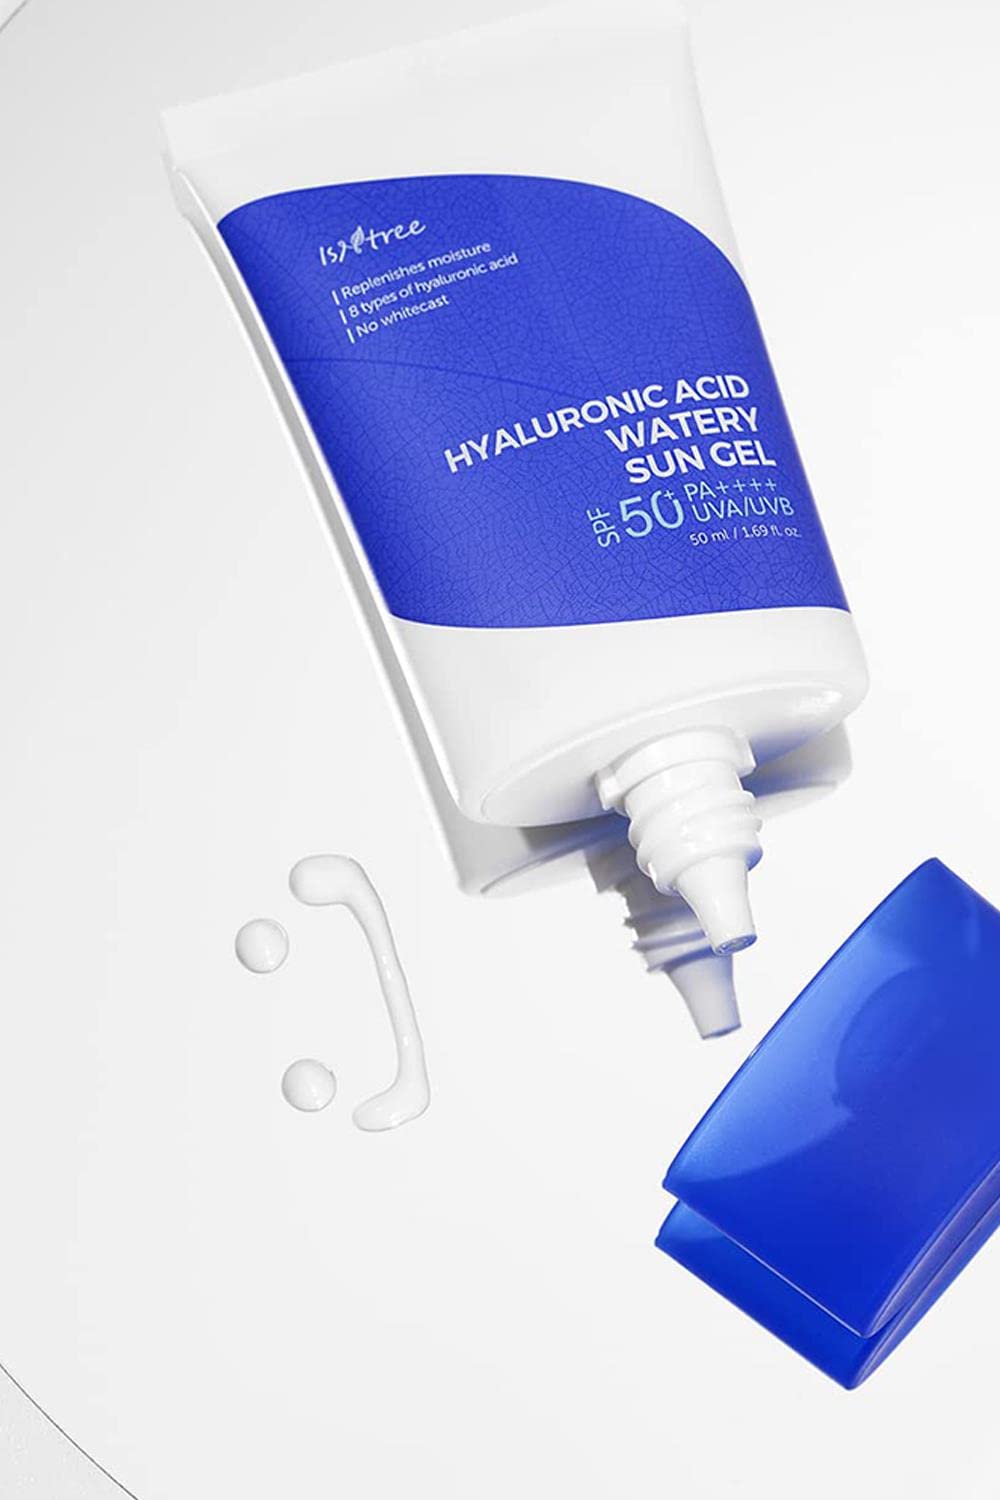 Isntree
| Replenishes moisture
| 8 types of hyaluronic acid
| No whitecast
HYALURONIC ACID
WATERY
SUN GEL
SPF 50+ PA++++
UVA/UVB
50 ml / 1.69 fl. oz.